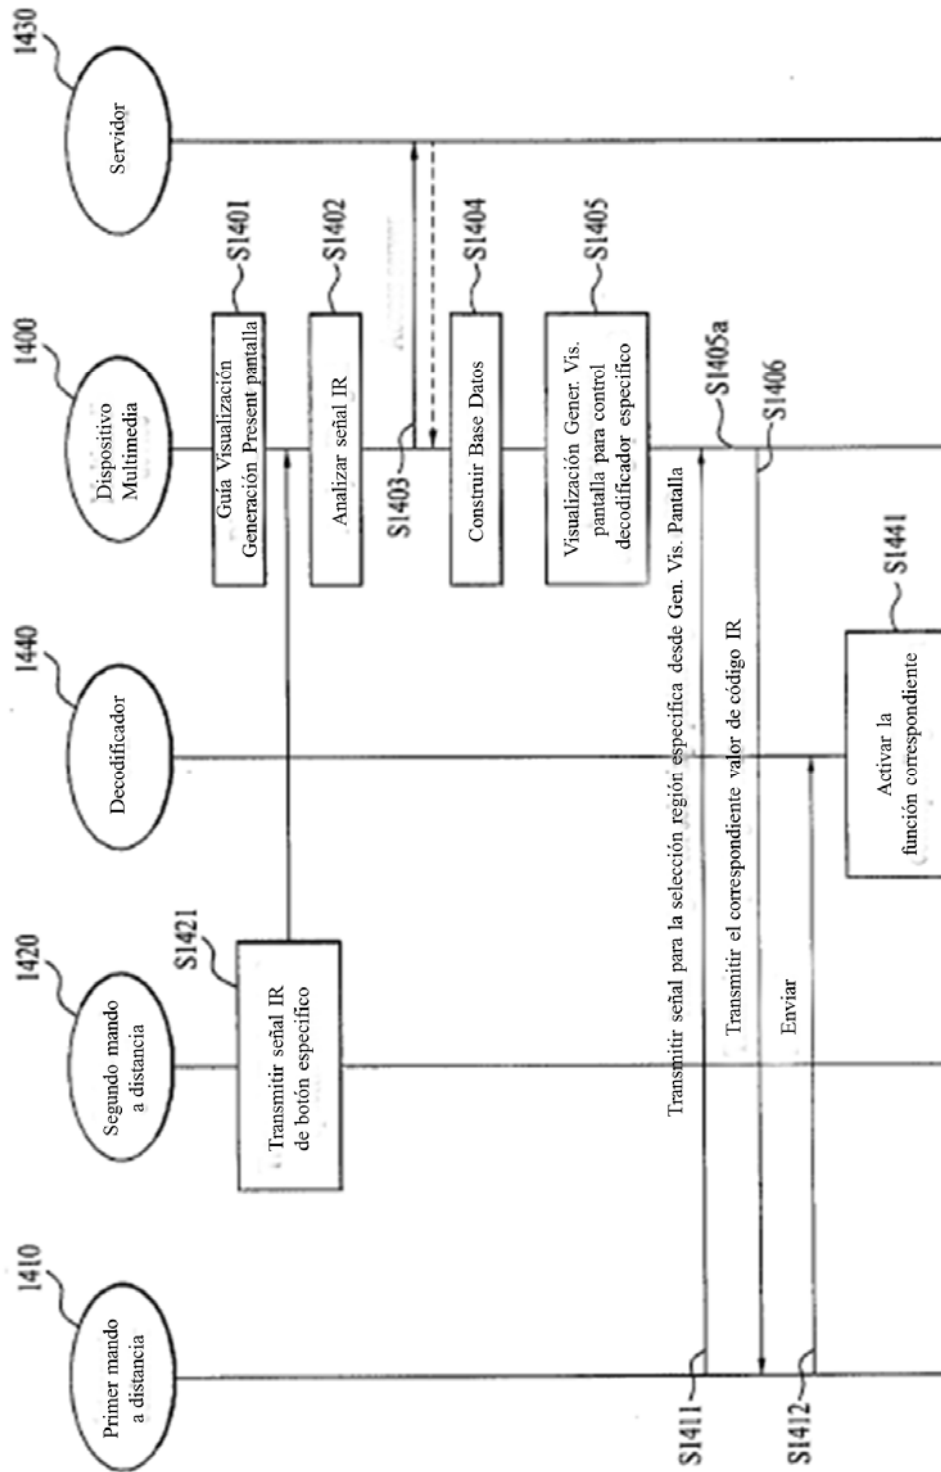 1410
Primer mando
a distancia
1420
Segundo mando
a distancia
1440
Decodificador
1400
Dispositivo
Multimedia
1430
Servidor
S1401
Guía Visualización
Generación Present pantalla
S1421
Transmitir señal IR
de botón especifico
S1402
Analizar señal IR
S1403
S1404
Construir Base Datos
S1405
Visualización Gener. Vis.
pantalla para control
decodificador especifico
S1411
Transmitir señal para la selección región especifica desde Gen. Vis. Pantalla
S1405a
Transmitir el correspondiente valor de código IR
S1406
S1412
Enviar
S1441
Activar la
función correspondiente